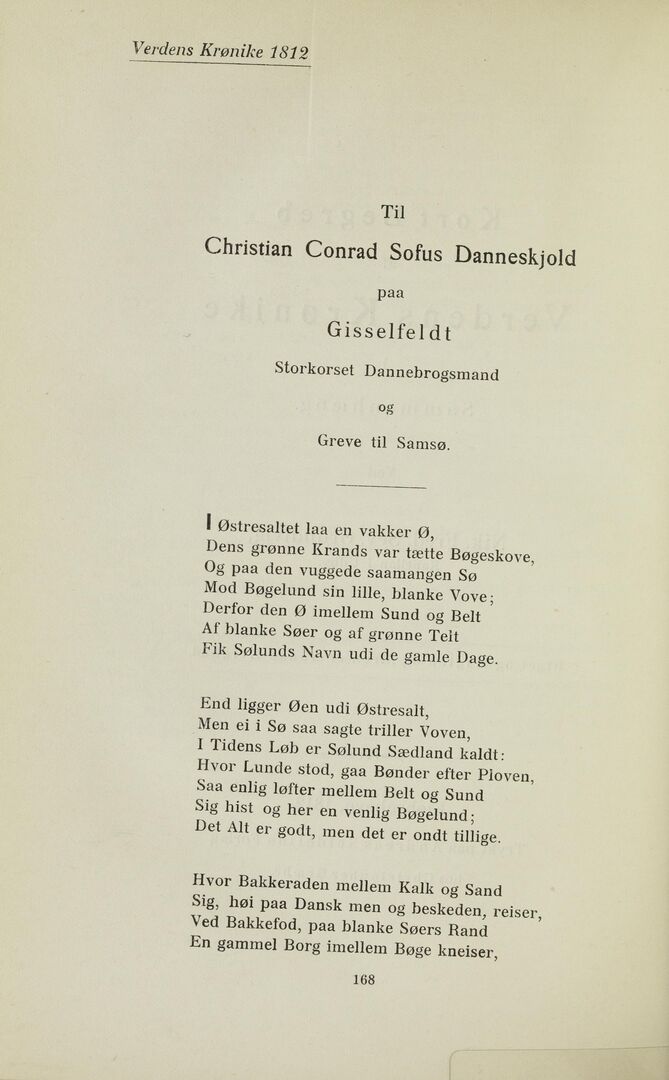 Verdens Krønike 1812
Til
Christian Conrad Sofus Danneskjold
paa
Gisselfeldt
Storkorset Dannebrogsmand
og
Greve til Samsø.
I Østresaltet laa en vakker Ø,
Dens grønne Krands var tætte Bøgeskove,
Og paa den vuggede saamangen Sø
Mod Bøgelund sin lille, blanke Vove;
Derfor den Ø imellem Sund og Belt
Af blanke Søer og af grønne Telt
Fik Sølunds Navn udi de gamle Dage.
End ligger Øen udi Østresalt,
Men ei i Sø saa sagte triller Voven,
I Tidens Løb er Sølund Sædland kaldt:
Hvor Lunde stod, gaa Bønder efter Ploven,
Saa enlig løfter mellem Belt og Sund
Sig hist og her en venlig Bøgelund;
Det Alt er godt, men det er ondt tillige.
Hvor Bakkeraden mellem Kalk og Sand
Sig, høi paa Dansk men og beskeden, reiser,
Ved Bakkefod, paa blanke Søers Rand
En gammel Borg imellem Bøge kneiser,
168